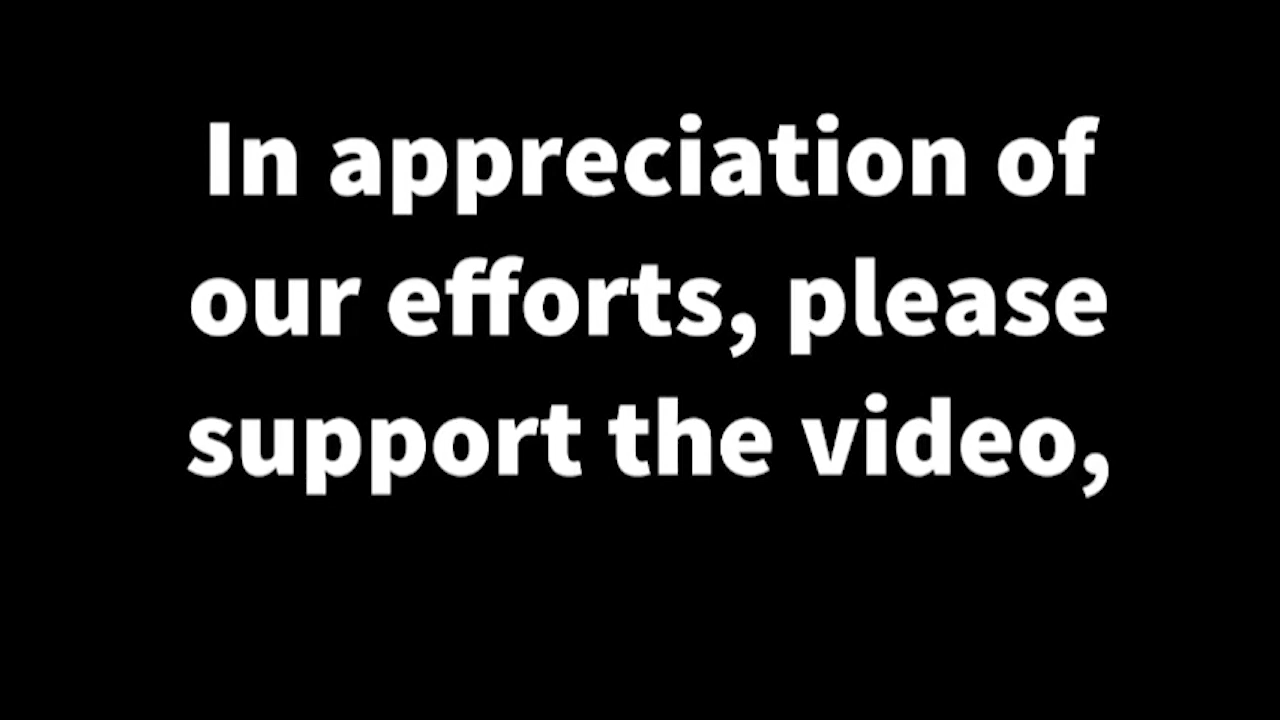 In appreciation of
our efforts, please
support the video,